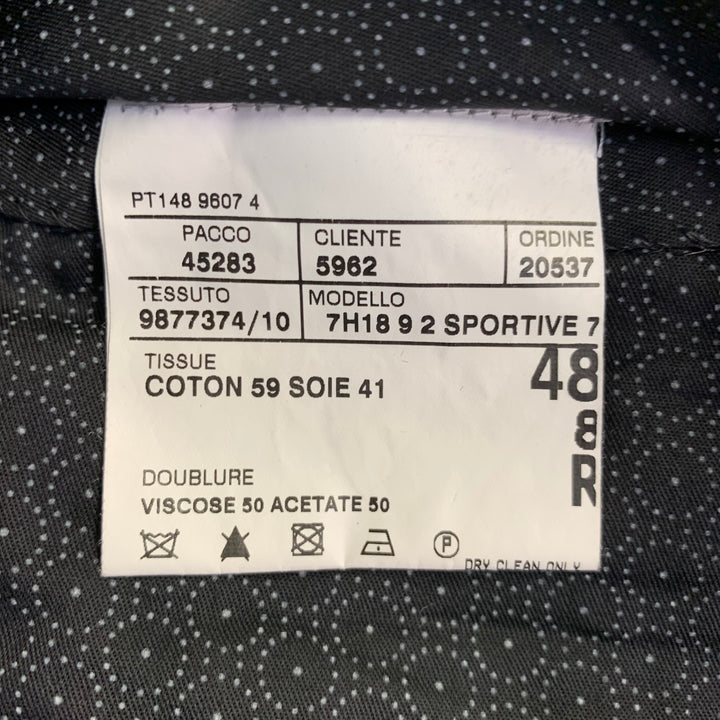 PT148 9607 4
PACCO CLIENTE ORDINE
45283 5962 20537
TESSUTO MODELLO
9877374/10 7H18 9 2 SPORTIVE 7
TISSUE
COTON 59 SOIE 41
48
8
R
DOUBLURE
VISCOSE 50 ACETATE 50
P
DRY CLEAN ONLY